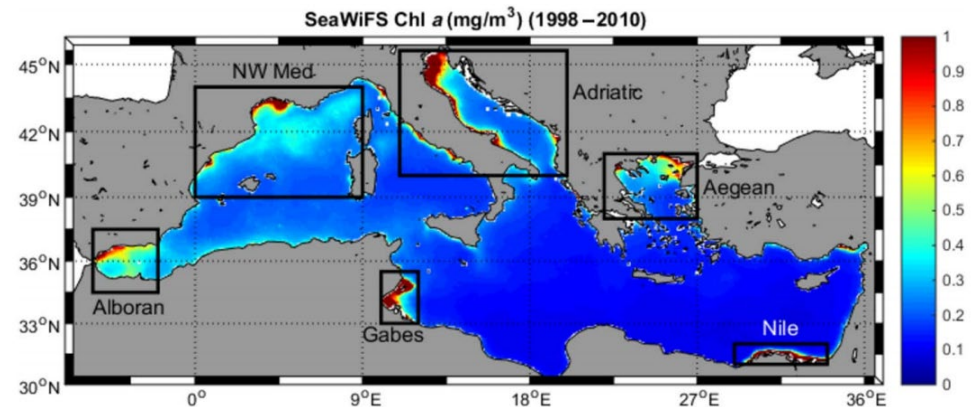 SeaWiFS Chl a (mg/m³) (1998–2010)
45°N
42°N
39°N
36°N
33°N
30°N
NW Med
Adriatic
Aegean
Alboran
Gabes
Nile
0°
9°E
18°E
27°E
36°E
1
0.9
0.8
0.7
0.6
0.5
0.4
0.3
0.2
0.1
0